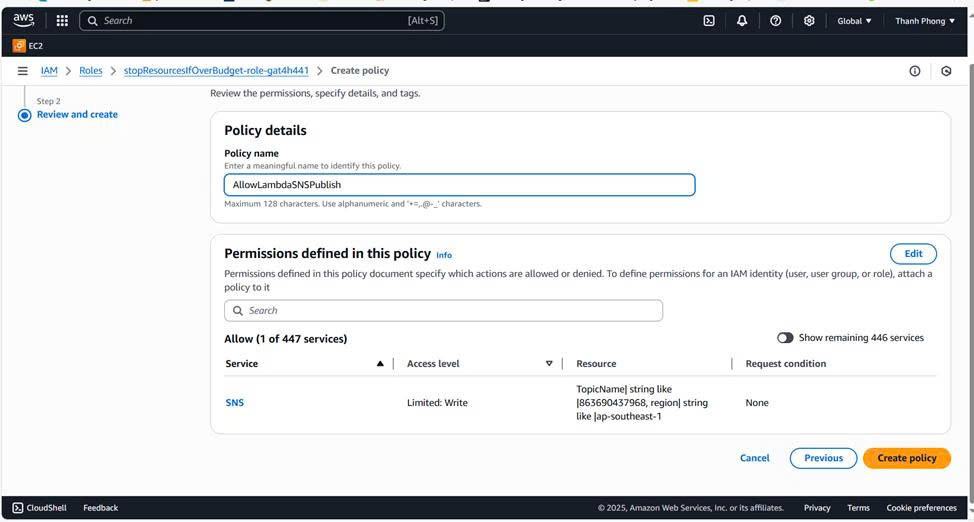 aws
Search [Alt+S] Global Thanh Phong
EC2
IAM > Roles > stopResourcesIfOverBudget-role-gat4h441 > Create policy
Step 2
Review and create
Review the permissions, specify details, and tags.
Policy details
Policy name
Enter a meaningful name to identify this policy.
AllowLambdaSNSPublish
Maximum 128 characters. Use alphanumeric and '+=,.@-_' characters.
Permissions defined in this policy Info
Edit
Permissions defined in this policy document specify which actions are allowed or denied. To define permissions for an IAM identity (user, user group, or role), attach a
policy to it
Search
Allow (1 of 447 services)
Show remaining 446 services
Service Access level Resource Request condition
SNS Limited: Write TopicName| string like
|863690437968, region| string
like |ap-southeast-1 None
Cancel Previous Create policy
CloudShell Feedback © 2025, Amazon Web Services, Inc. or its affiliates. Privacy Terms Cookie preferences